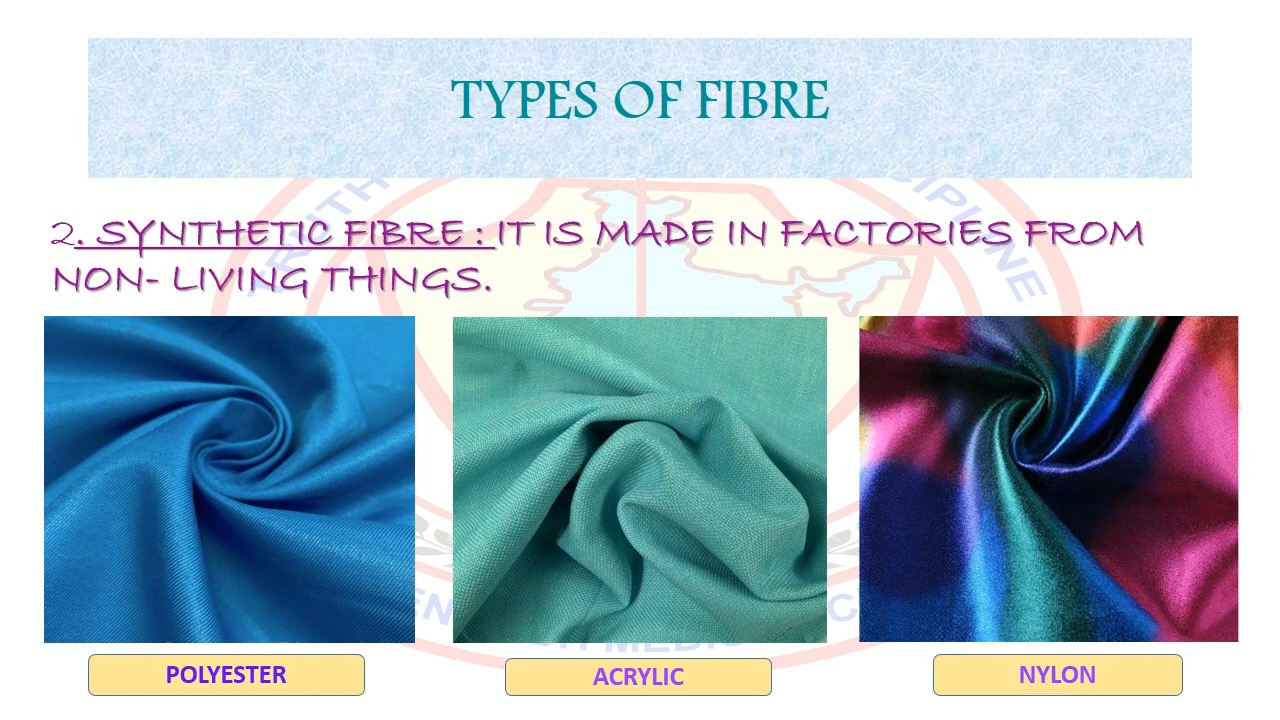 TYPES OF FIBRE
2. SYNTHETIC FIBRE : IT IS MADE IN FACTORIES FROM
NON- LIVING THINGS.
POLYESTER
ACRYLIC
NYLON